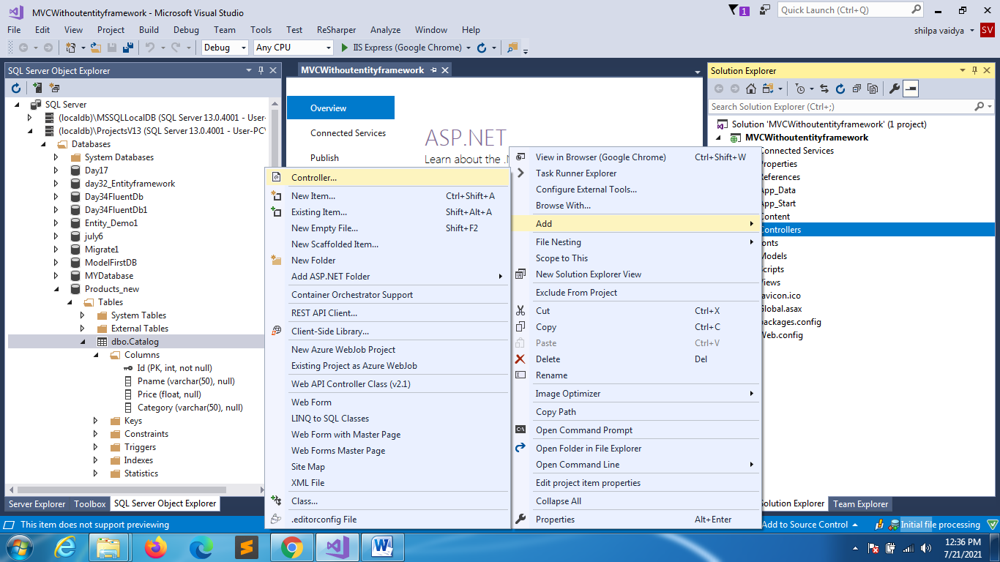 MVCWithoutentityframework - Microsoft Visual Studio
1
Quick Launch (Ctrl+Q)
File Edit View Project Build Debug Team Tools Test ReSharper Analyze Window Help
shilpa vaidya SV
Debug Any CPU IIS Express (Google Chrome)
SQL Server Object Explorer
SQL Server
(localdb)\MSSQLLocalDB (SQL Server 13.0.4001 - User-
(localdb)\ProjectsV13 (SQL Server 13.0.4001 - User-PC\
Databases
System Databases
Day17
day32_Entityframework
Day34FluentDb
Day34FluentDb1
Entity_Demo1
july6
Migrate1
ModelFirstDB
MYDatabase
Products_new
Tables
System Tables
External Tables
dbo.Catalog
Columns
Id (PK, int, not null)
Pname (varchar(50), null)
Price (float, null)
Category (varchar(50), null)
Keys
Constraints
Triggers
Indexes
Statistics
Server Explorer Toolbox SQL Server Object Explorer
MVCWithoutentityframework
Overview
Connected Services
Publish
ASP.NET
Learn about the .N
Controller...
New Item... Ctrl+Shift+A
Existing Item... Shift+Alt+A
New Empty File... Shift+F2
New Scaffolded Item...
New Folder
Add ASP.NET Folder
Container Orchestrator Support
REST API Client...
Client-Side Library...
New Azure WebJob Project
Existing Project as Azure WebJob
Web API Controller Class (v2.1)
Web Form
LINQ to SQL Classes
Web Form with Master Page
Web Forms Master Page
Site Map
XML File
Class...
.editorconfig File
View in Browser (Google Chrome) Ctrl+Shift+W
Task Runner Explorer
Configure External Tools...
Browse With...
Add
File Nesting
Scope to This
New Solution Explorer View
Exclude From Project
Cut Ctrl+X
Copy Ctrl+C
Paste Ctrl+V
Delete Del
Rename
Image Optimizer
Copy Path
Open Command Prompt
Open Folder in File Explorer
Open Command Line
Edit project item properties
Collapse All
Properties Alt+Enter
Solution Explorer
Search Solution Explorer (Ctrl+;)
Solution 'MVCWithoutentityframework' (1 project)
MVCWithoutentityframework
Connected Services
Properties
References
App_Data
App_Start
Content
Controllers
onts
Models
cripts
Views
avicon.ico
Global.asax
packages.config
Web.config
Solution Explorer Team Explorer
This item does not support previewing
Add to Source Control
Initial file processing
12:36 PM
7/21/2021